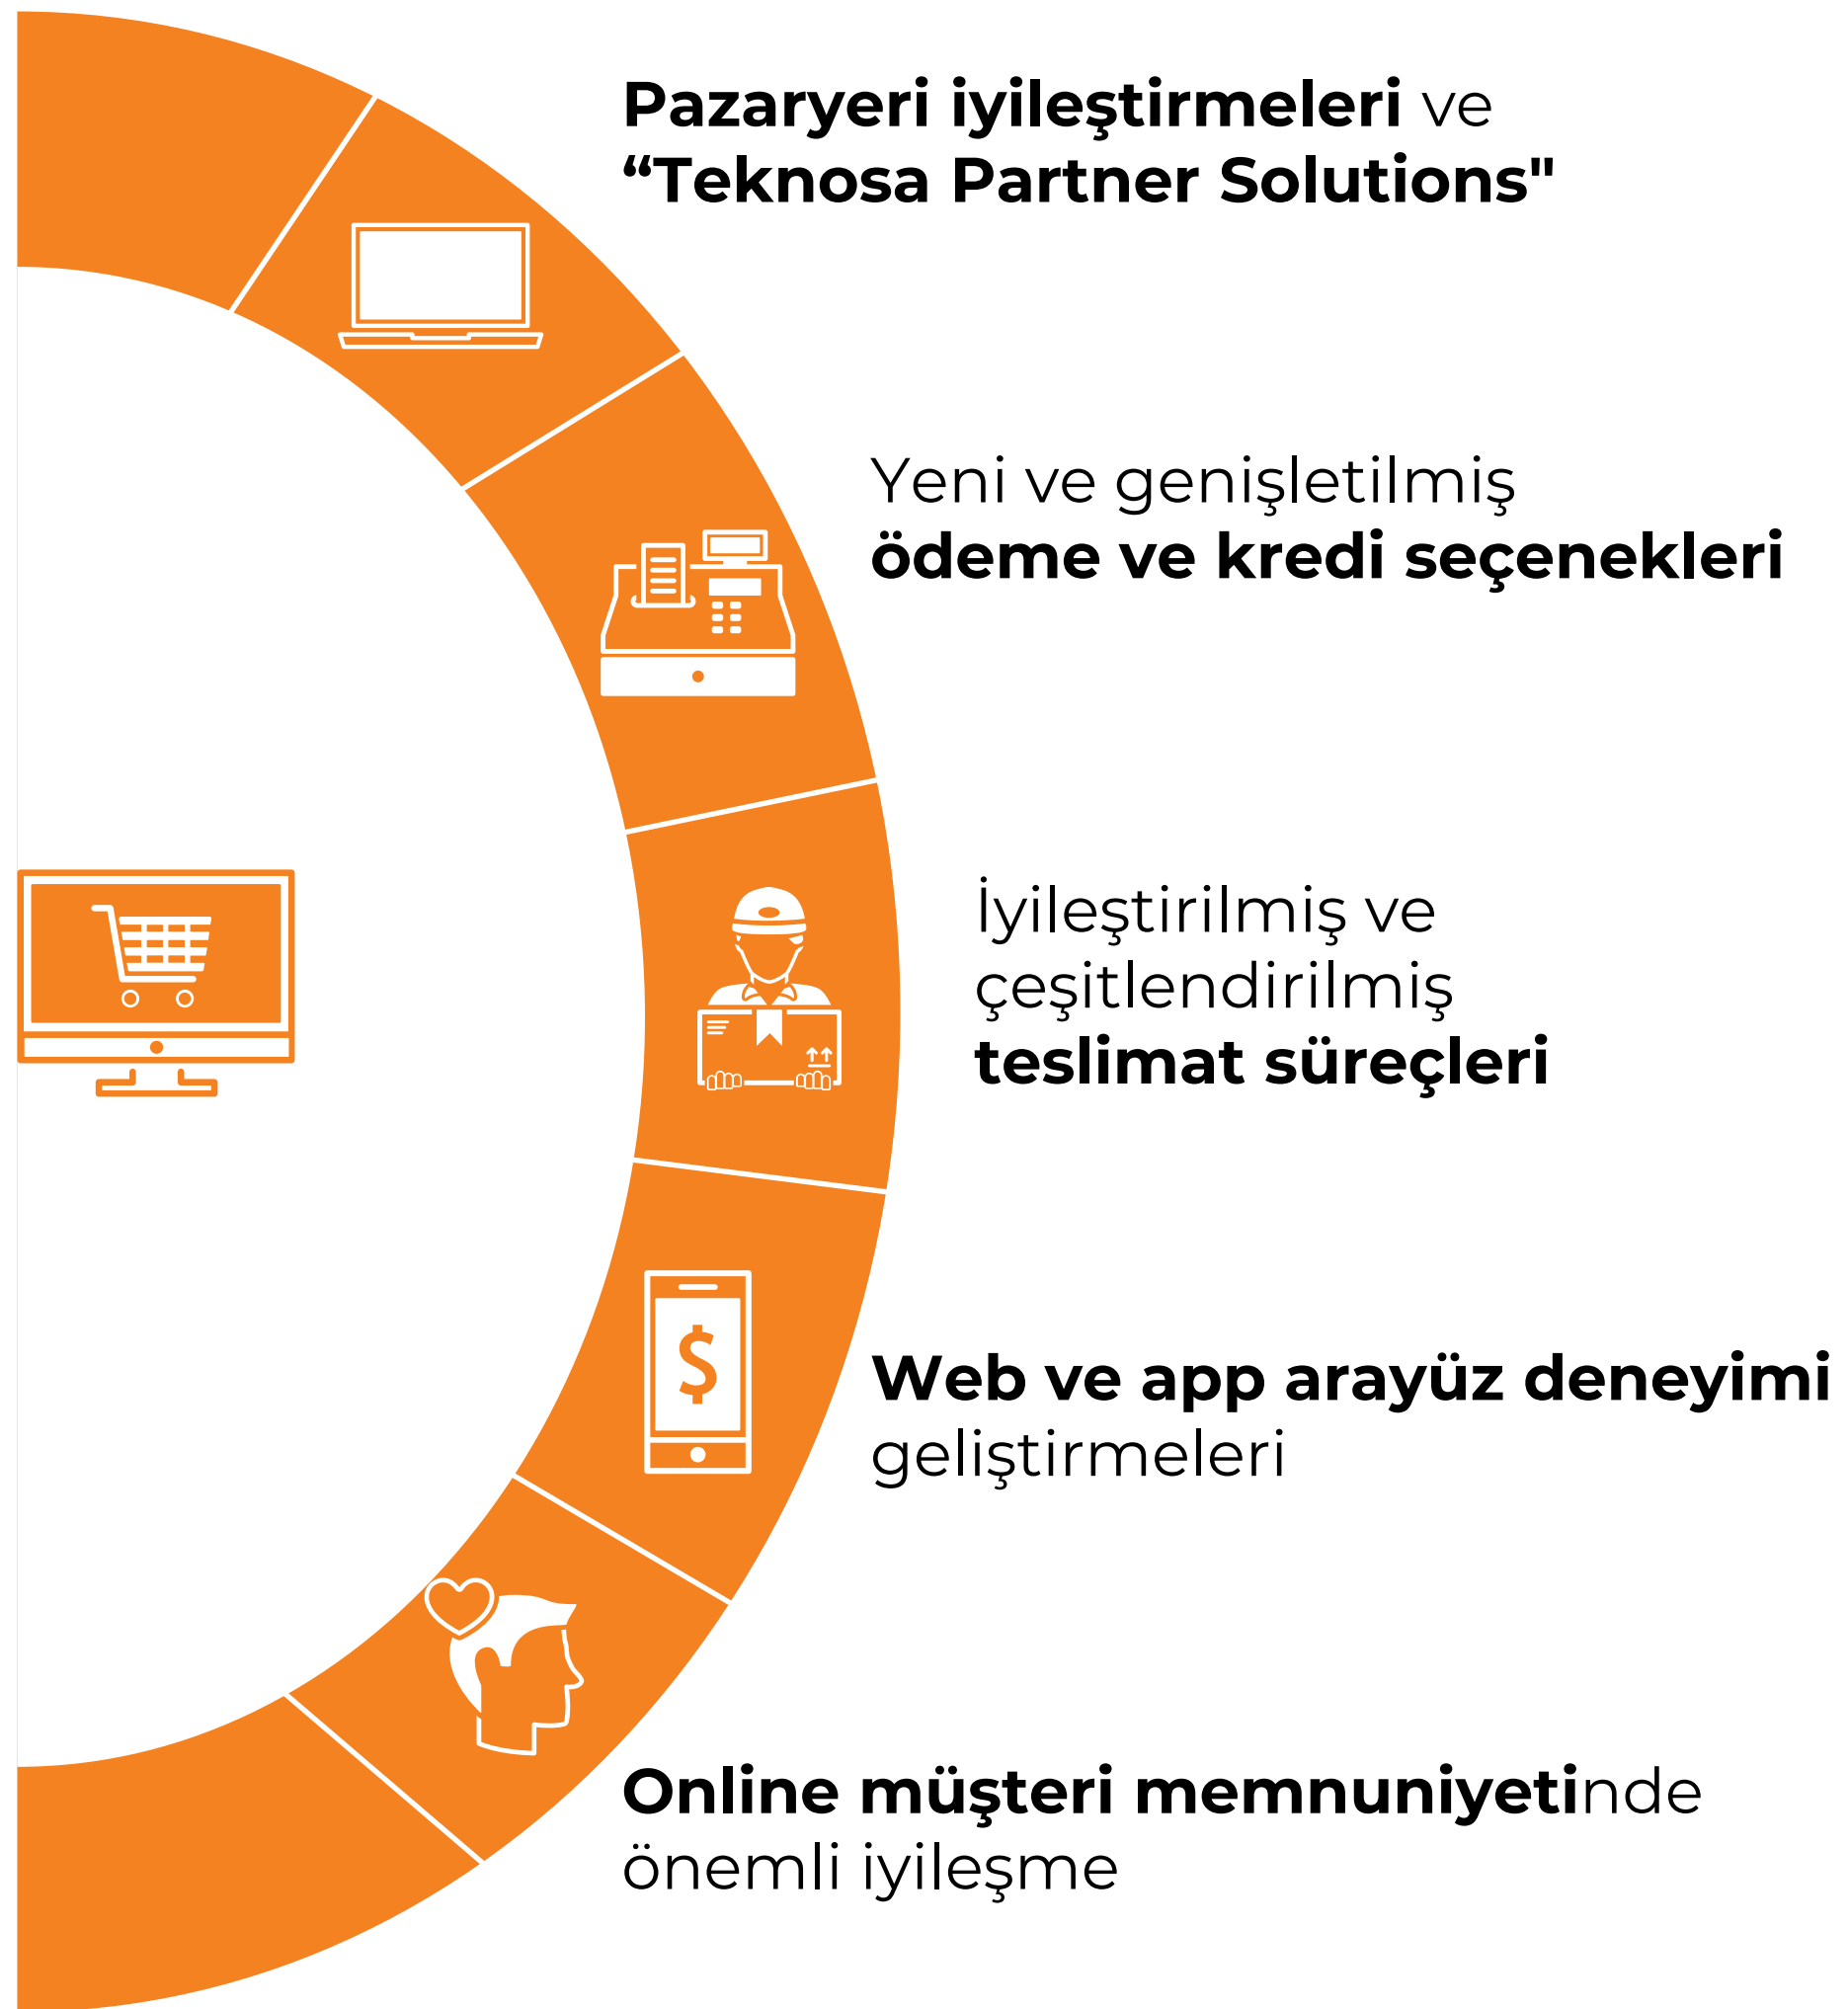 Pazaryeri iyileştirmeleri ve
“Teknosa Partner Solutions"
Yeni ve genişletilmiş
ödeme ve kredi seçenekleri
İyileştirilmiş ve
çeşitlendirilmiş
teslimat süreçleri
$
Web ve app arayüz deneyimi
geliştirmeleri
Online müşteri memnuniyetinde
önemli iyileşme